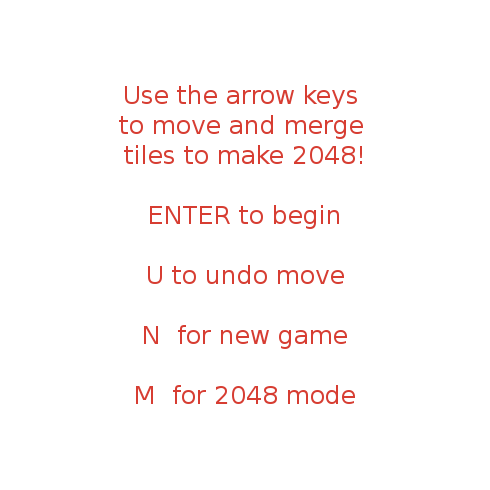 Use the arrow keys
to move and merge
tiles to make 2048!
ENTER to begin
U to undo move
N  for new game
M  for 2048 mode